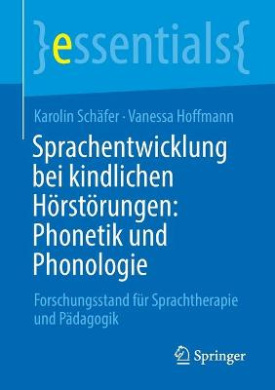 }essentials{
Karolin Schäfer · Vanessa Hoffmann
Sprachentwicklung
bei kindlichen
Hörstörungen:
Phonetik und
Phonologie
Forschungsstand für Sprachtherapie
und Pädagogik
Springer